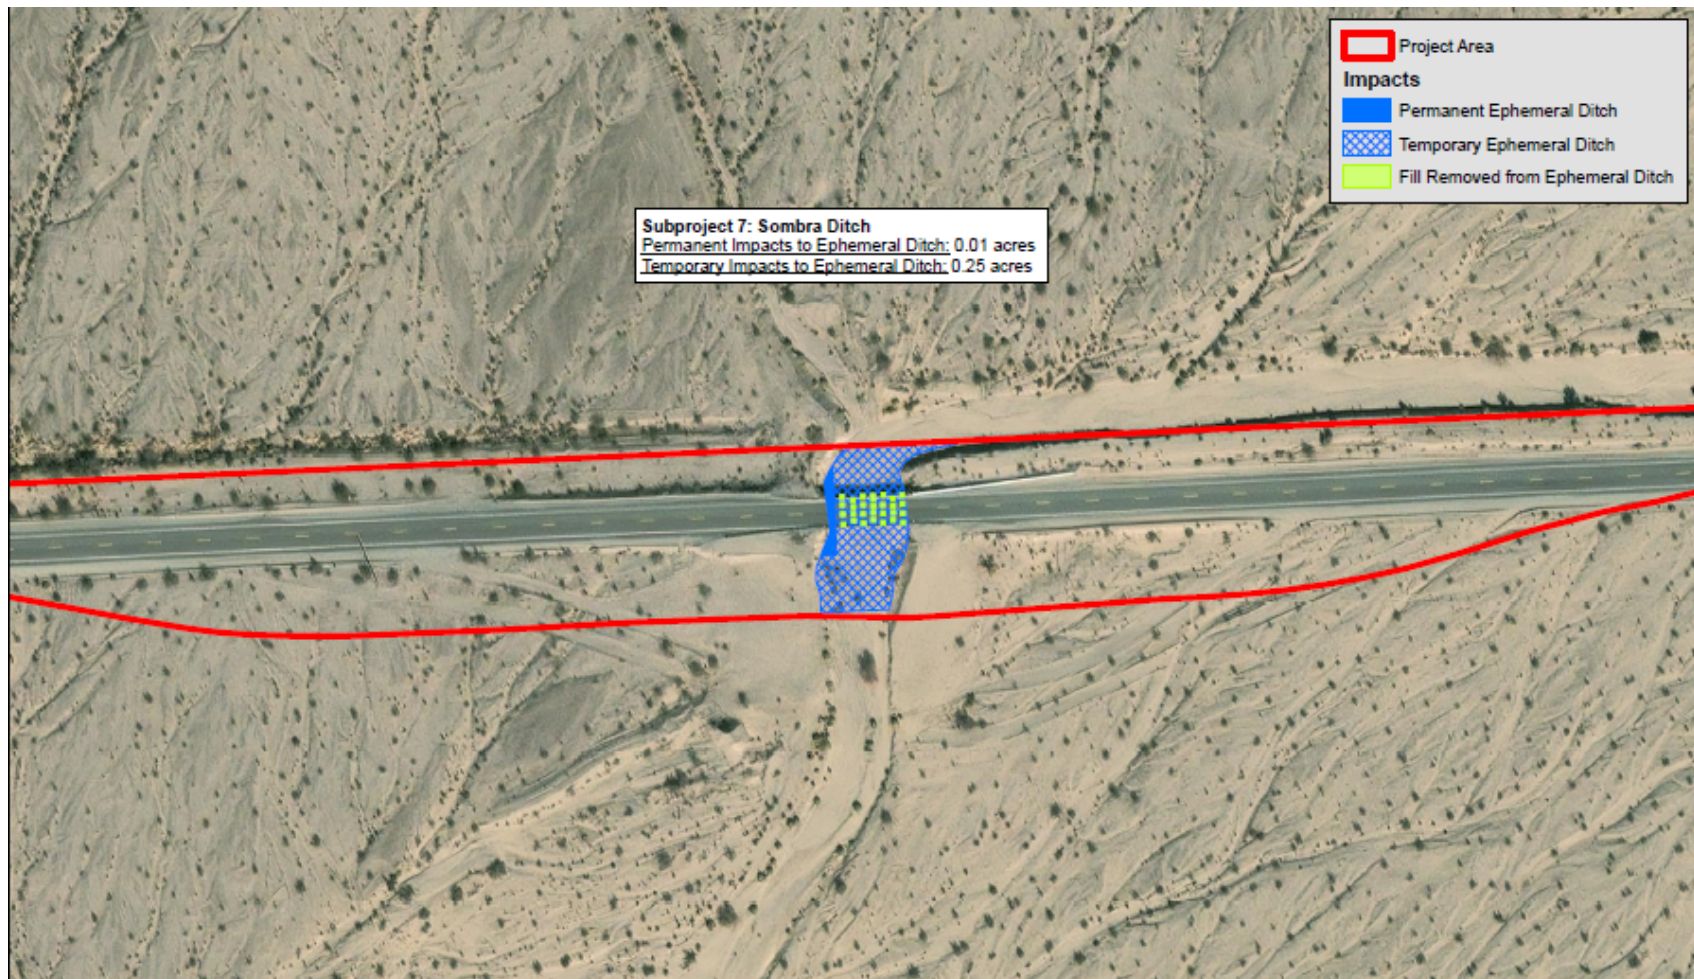 Project Area
Impacts
Permanent Ephemeral Ditch
Temporary Ephemeral Ditch
Fill Removed from Ephemeral Ditch
Subproject 7: Sombra Ditch
Permanent Impacts to Ephemeral Ditch: 0.01 acres
Temporary Impacts to Ephemeral Ditch: 0.25 acres